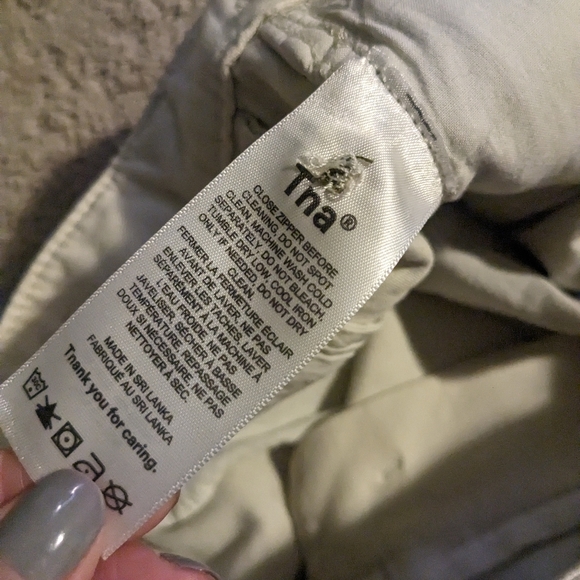 Tna®
CLOSE ZIPPER BEFORE
CLEANING. DO NOT SPOT
CLEAN. MACHINE WASH COLD
SEPARATELY. DO NOT BLEACH.
TUMBLE DRY LOW. COOL IRON
ONLY IF NEEDED. DO NOT DRY
CLEAN.
FERMER LA FERMETURE ÉCLAIR
AVANT DE LAVER, NE PAS
ENLEVER LES TACHES, LAVER
À LA MACHINE À
L'EAU FROIDE, NE PAS
JAVELISER, SÉCHER À BASSE
TEMPÉRATURE REPASSAGE
DOUX SI NÉCESSAIRE, NE PAS
NETTOYER À SEC.
MADE IN SRI LANKA
FABRIQUÉ AU SRI LANKA
Thank you for caring.